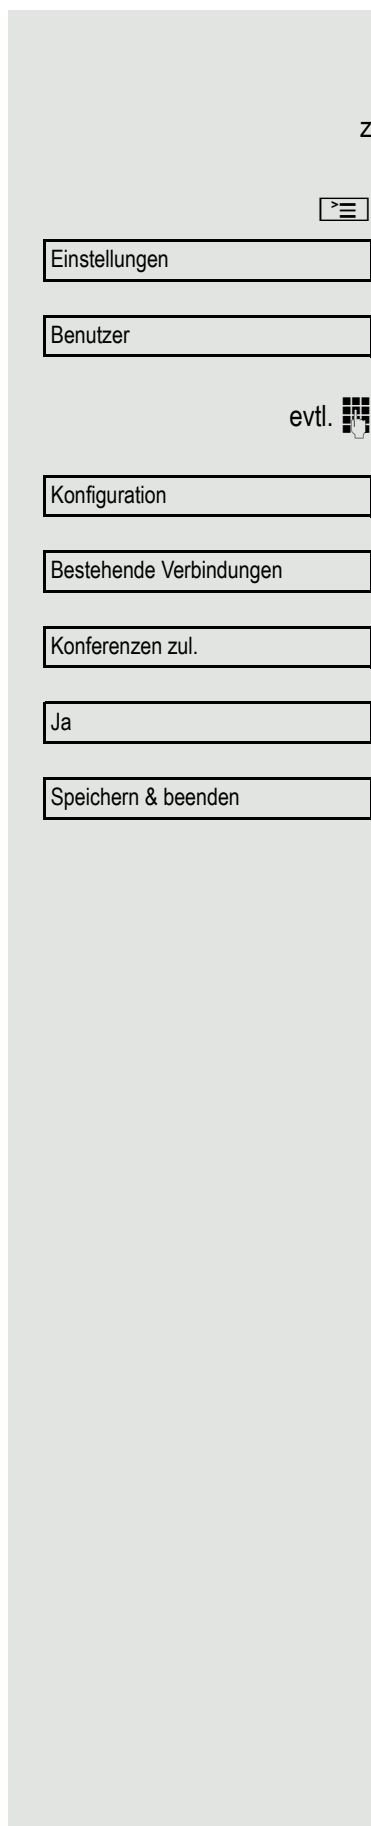 z
Einstellungen
Benutzer
evtl.
Konfiguration
Bestehende Verbindungen
Konferenzen zul.
Ja
Speichern & beenden